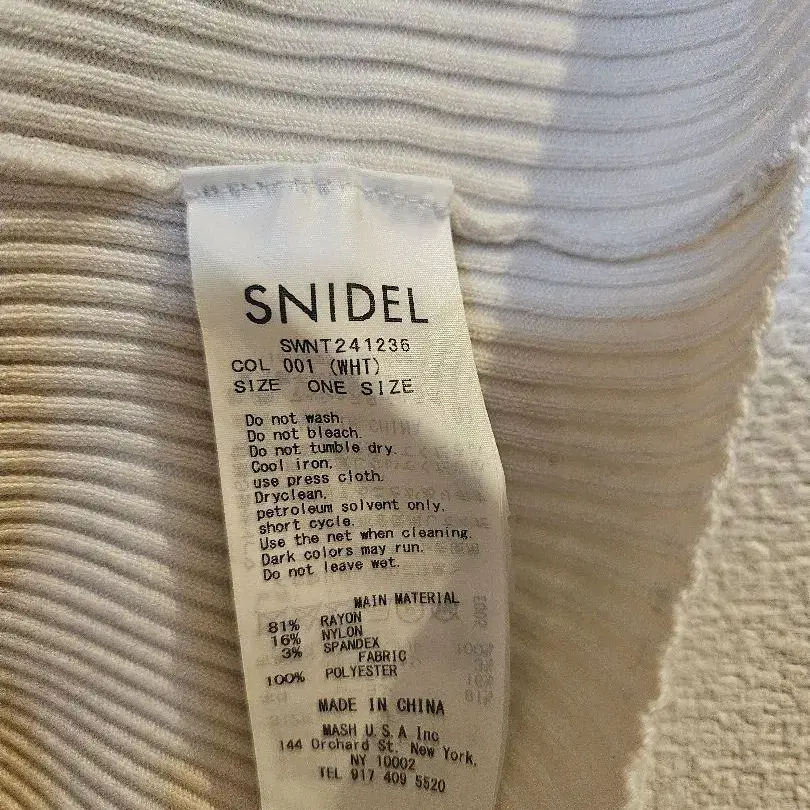 SNIDEL
SWNT241236
COL 001 (WHT)
SIZE ONE SIZE
Do not wash.
Do not bleach.
Do not tumble dry.
Cool iron.
use press cloth.
Dryclean.
petroleum solvent only.
short cycle.
Use the net when cleaning.
Dark colors may run.
Do not leave wet.
MAIN MATERIAL
81% RAYON
16% NYLON
3% SPANDEX
FABRIC
100% POLYESTER
MADE IN CHINA
MASH U.S.A Inc
144 Orchard St. New York,
NY 10002
TEL 917 409 5520